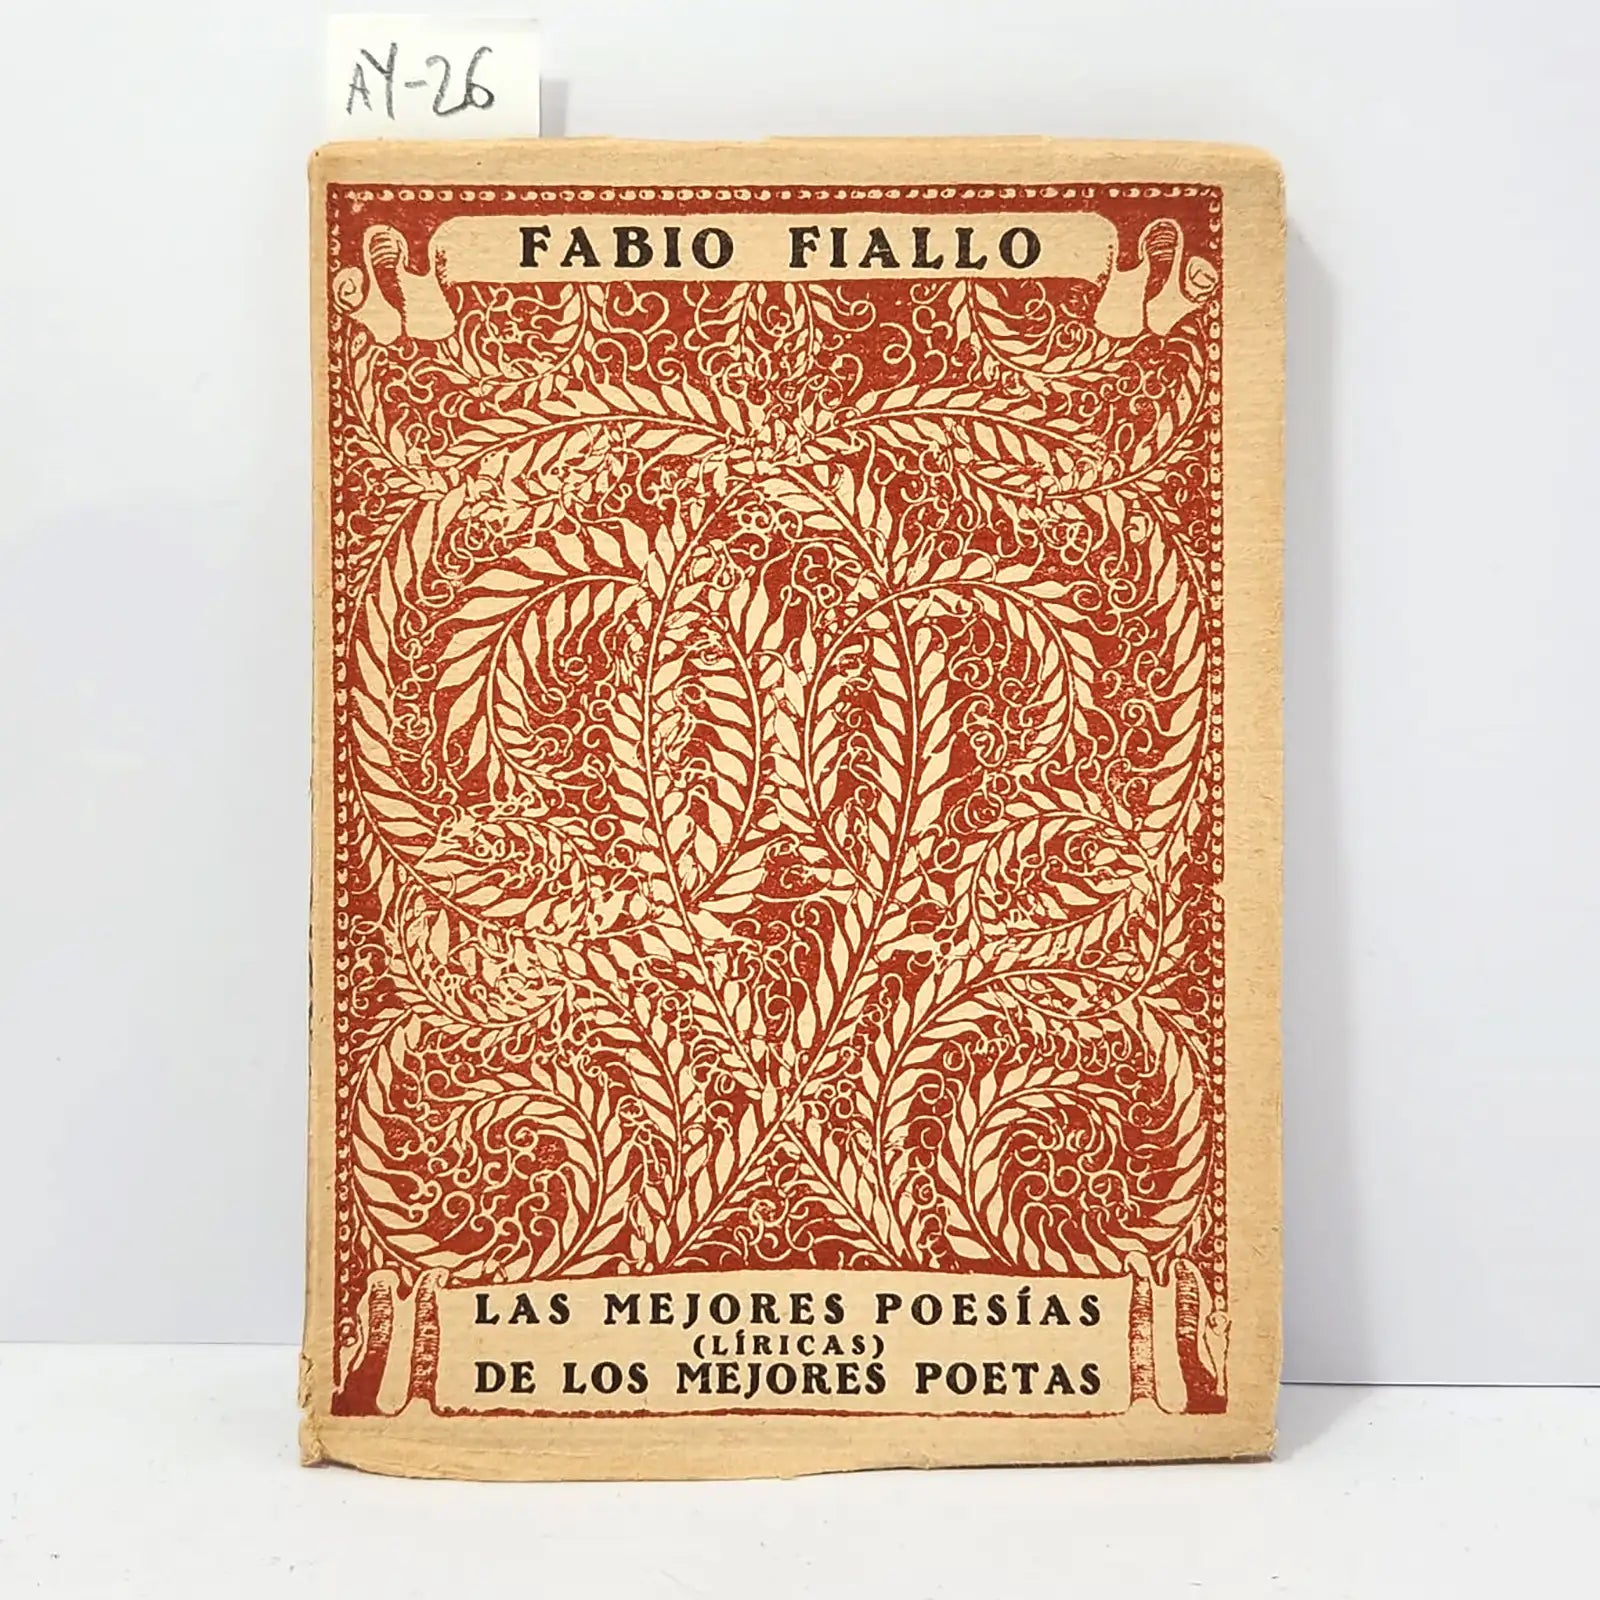 AY-26
FABIO FIALLO
LAS MEJORES POESÍAS
(LÍRICAS)
DE LOS MEJORES POETAS